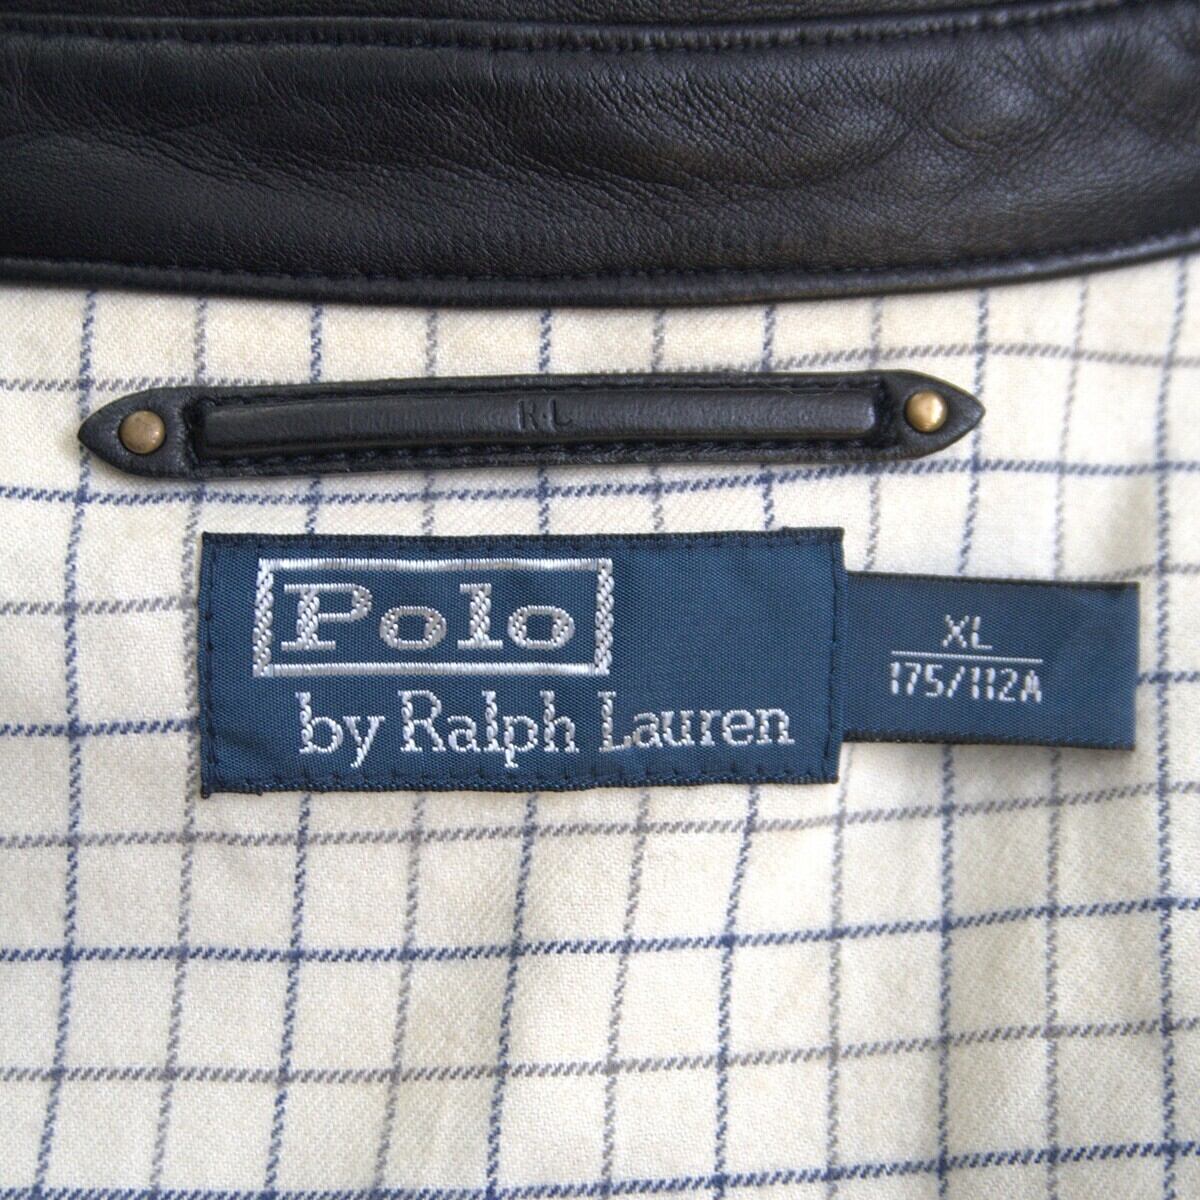 R·L
Polo
by Ralph Lauren
XL
175/112A